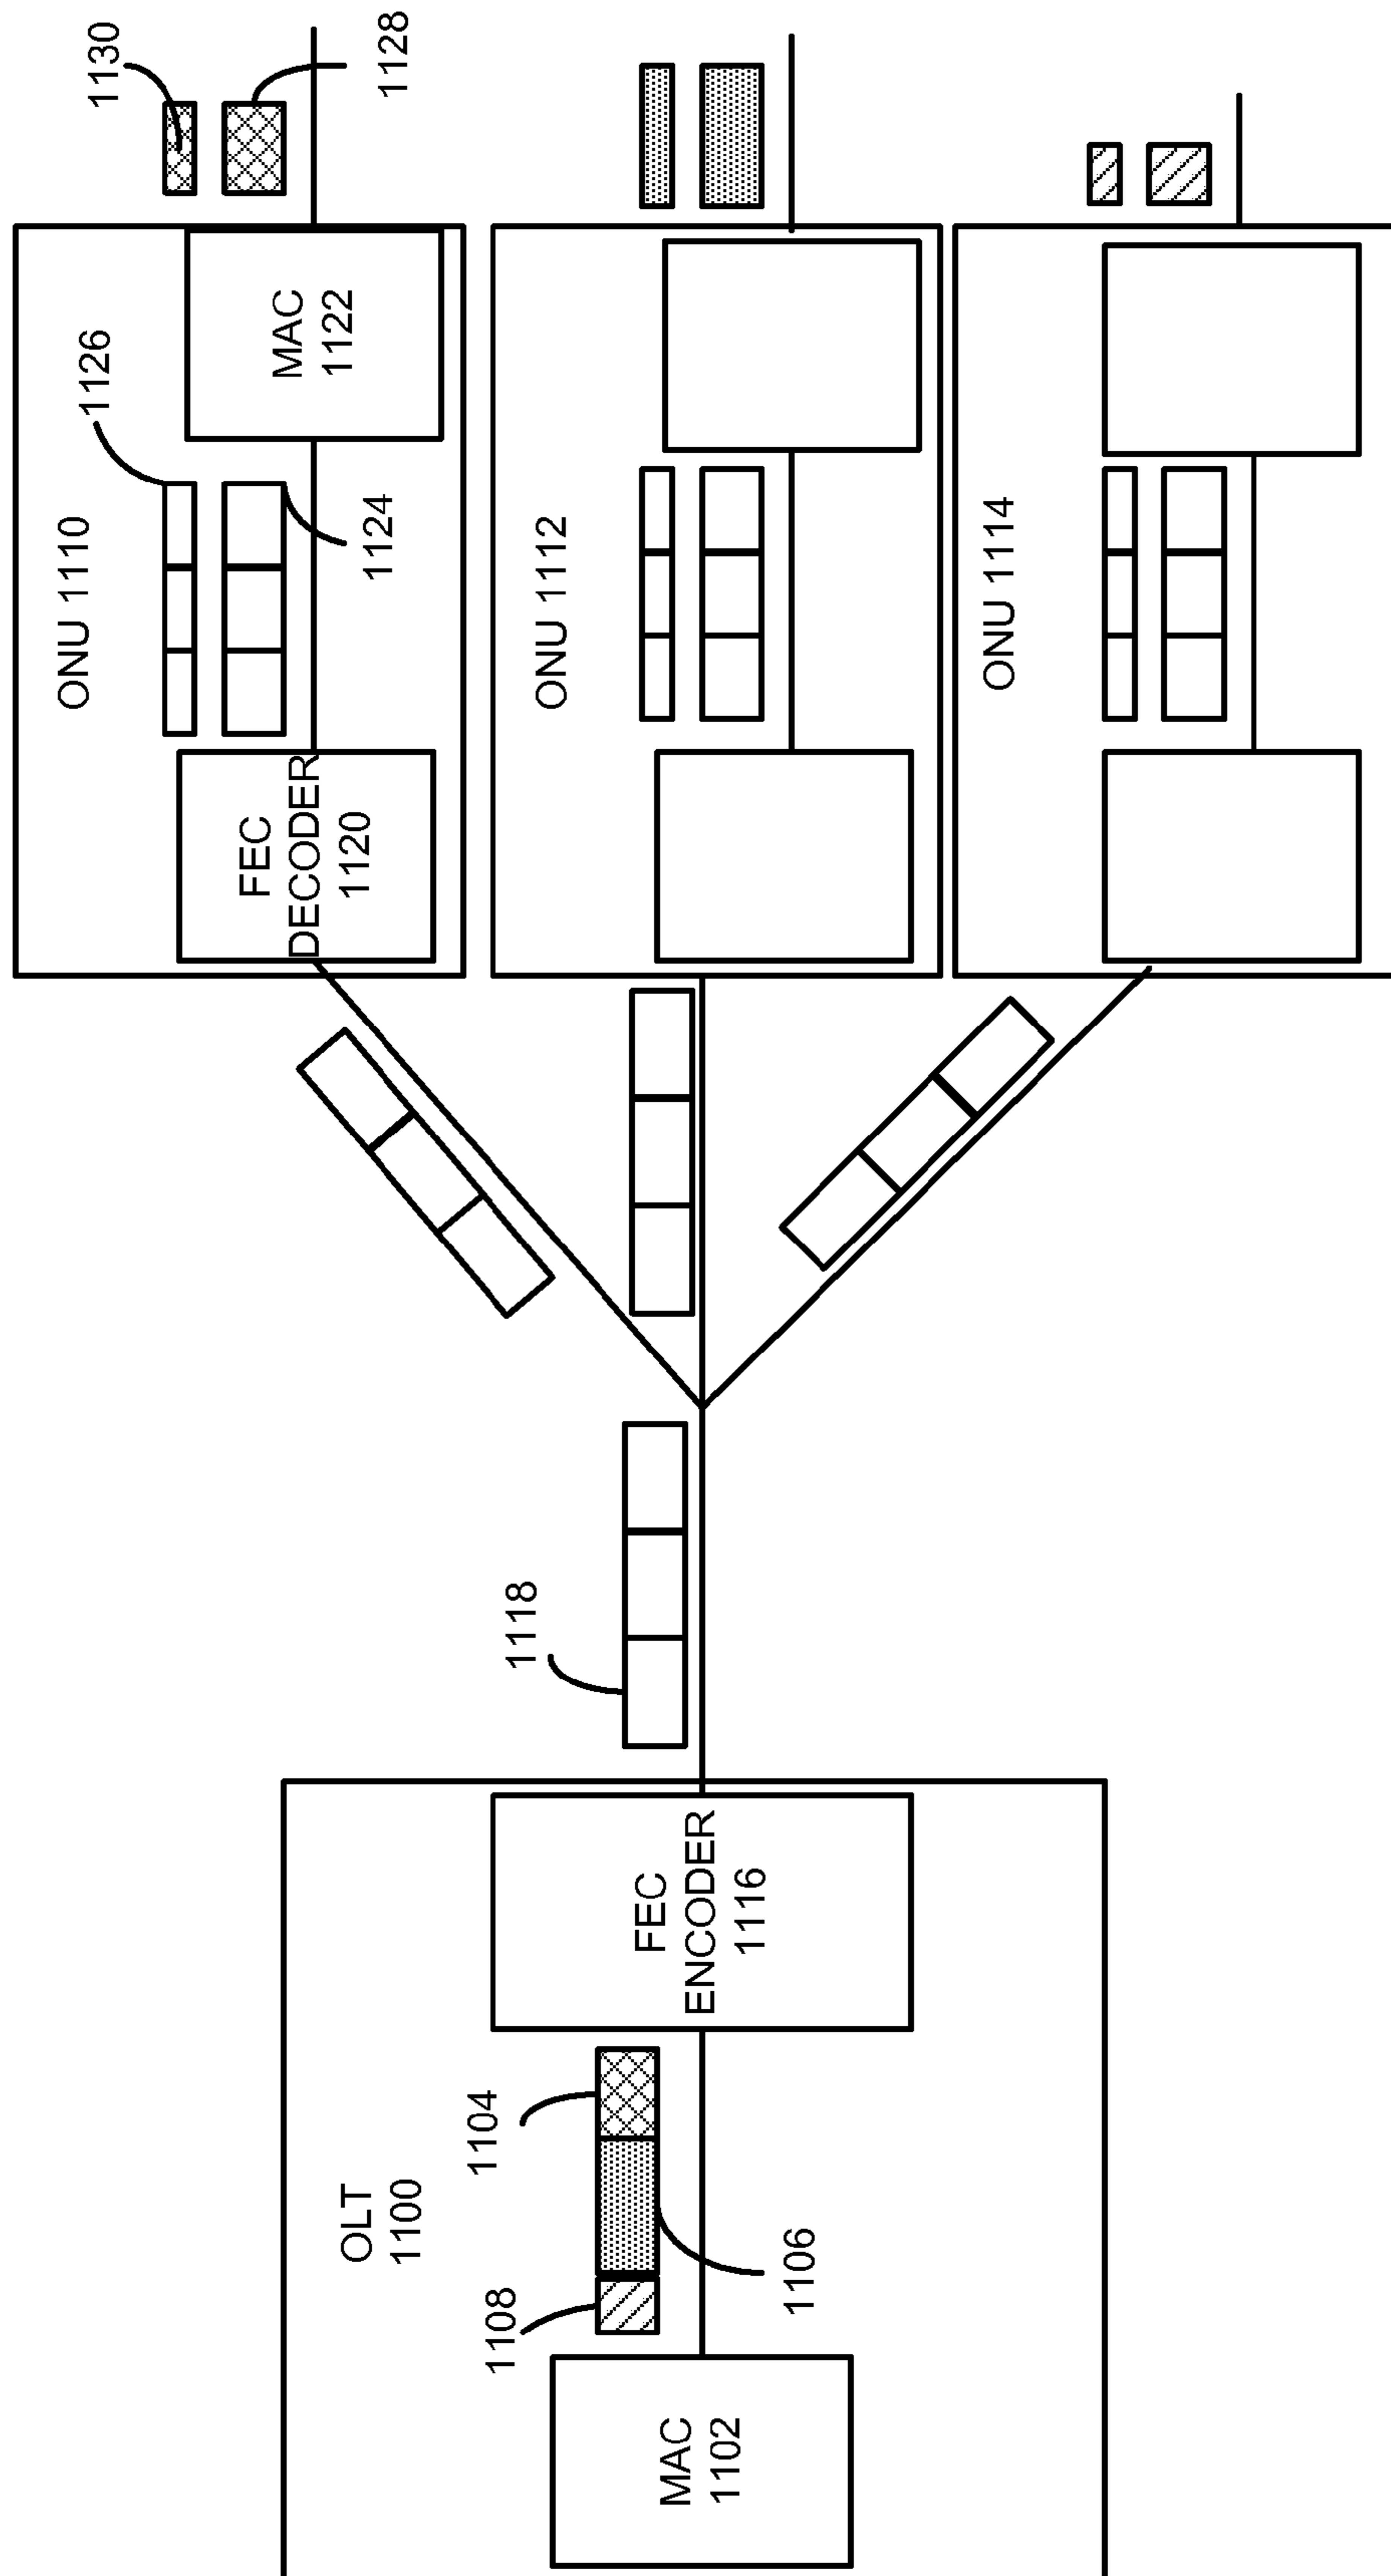 OLT
1100
MAC
1102
1108
1104
1106
FEC
ENCODER
1116
1118
ONU 1110
FEC
DECODER
1120
1126
1124
MAC
1122
1130
1128
ONU 1112
ONU 1114